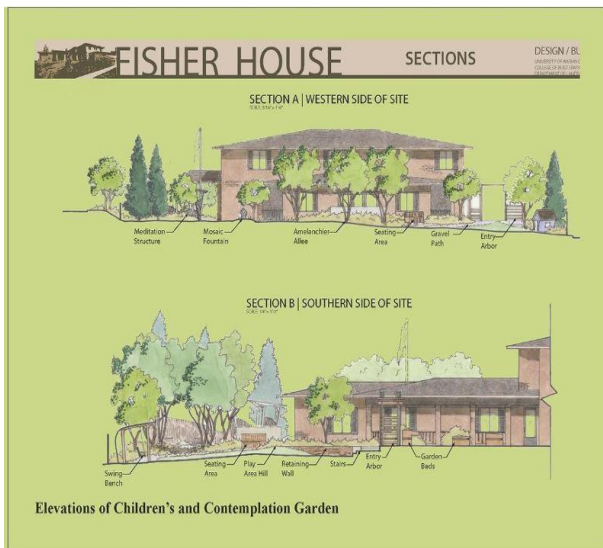 FISHER HOUSE
SECTIONS
DESIGN / BU
SECTION A | WESTERN SIDE OF SITE
Meditation
Structure
Mosaic
Fountain
Amelanchier
Allee
Seating
Area
Gravel
Path
Entry
Arbor
SECTION B | SOUTHERN SIDE OF SITE
Swing
Bench
Seating
Area
Play
Area Hill
Retaining
Wall
Stairs
Entry
Arbor
Garden
Beds
Elevations of Children's and Contemplation Garden